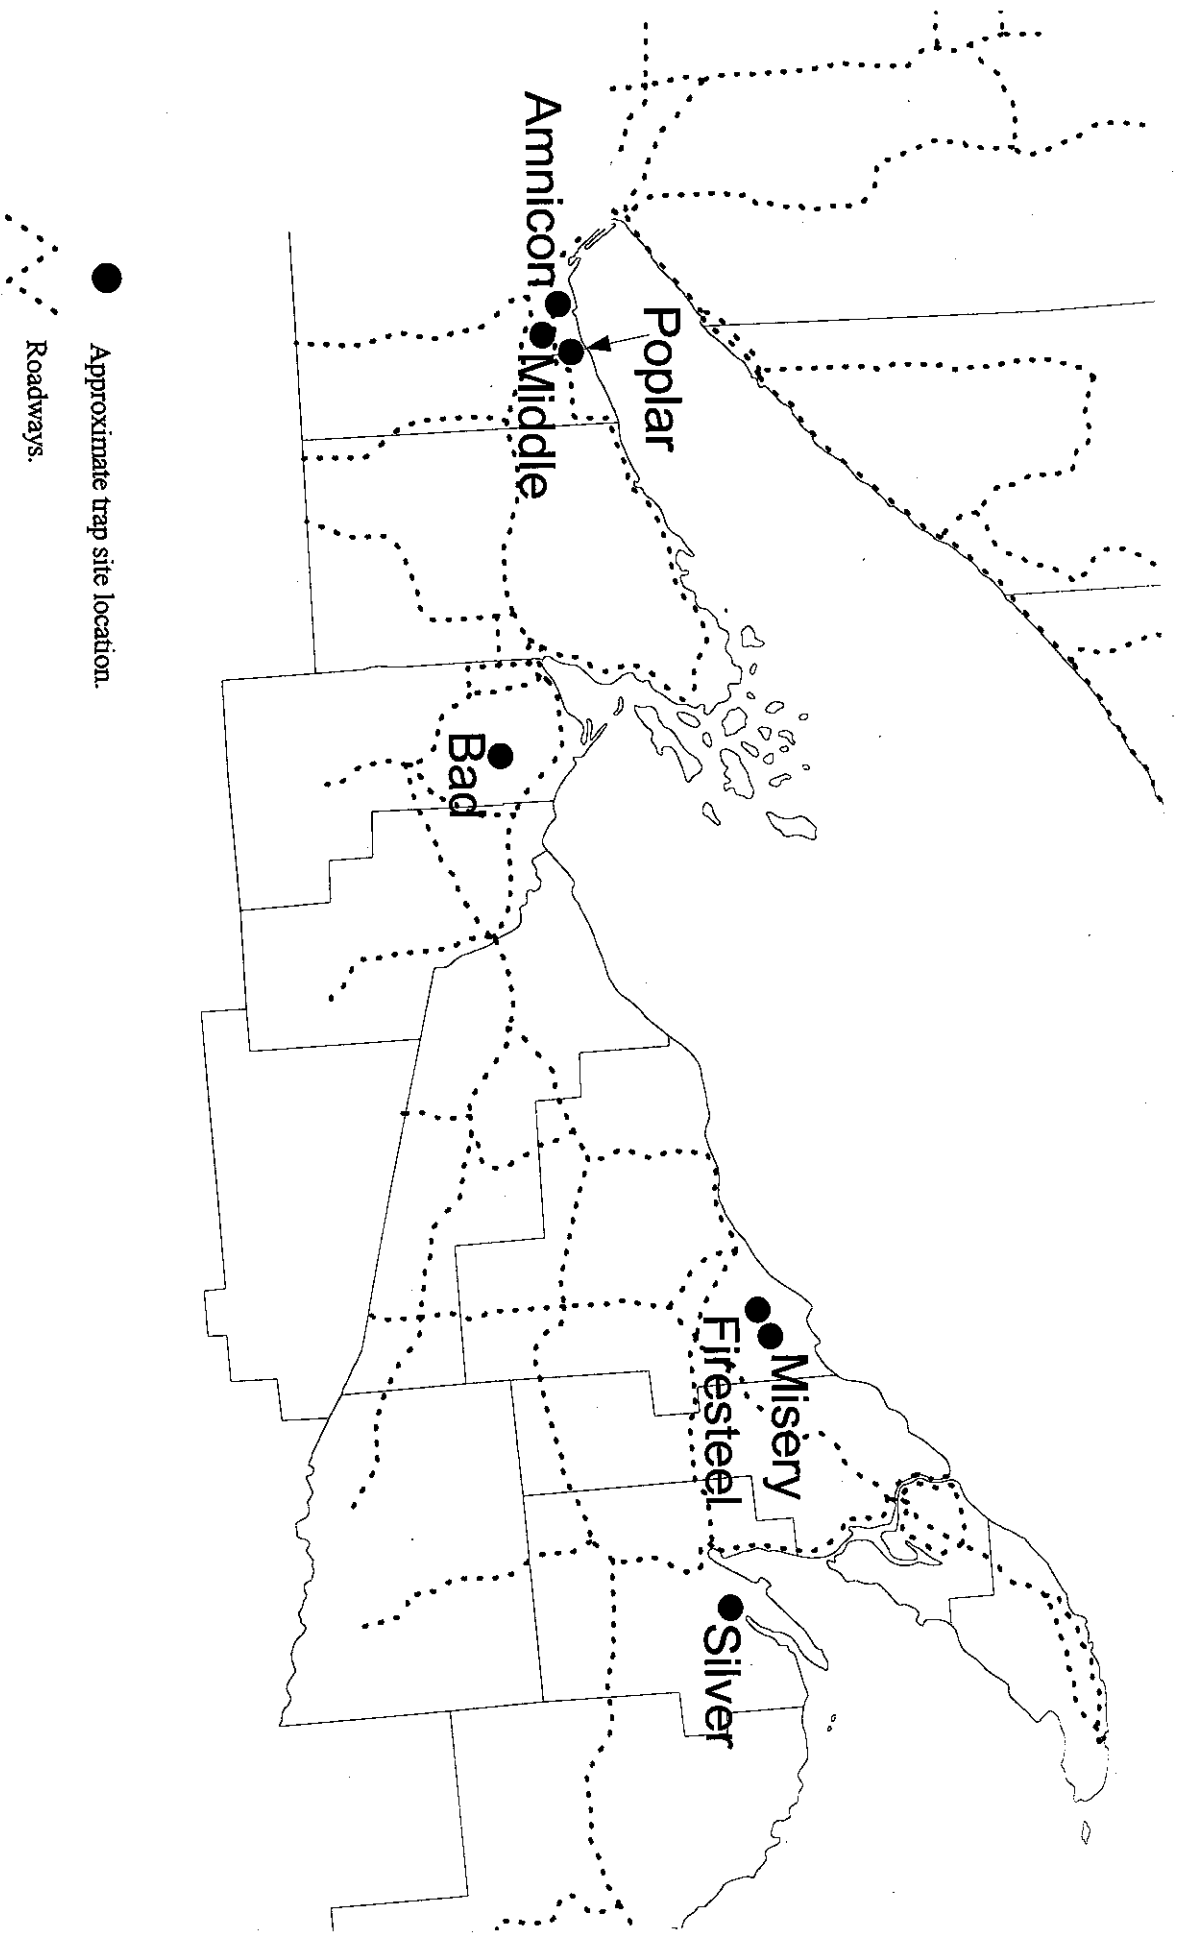 Poplar
Amnicon
Middle
Bad
Misery
Firesteel
Silver
Approximate trap site location.
Roadways.